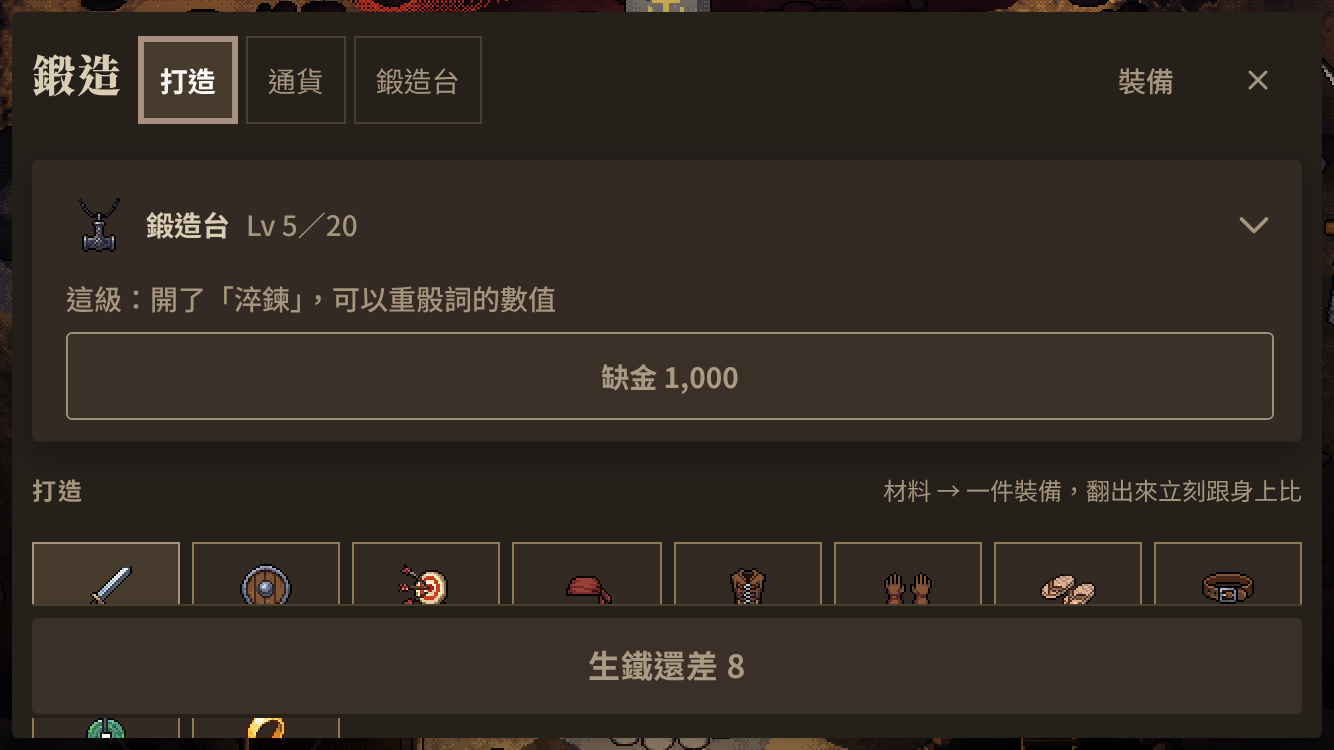 鍛造 打造 通貨 鍛造台 裝備
鍛造台 Lv 5／20
這級：開了「淬鍊」，可以重骰詞的數值
缺金 1,000
打造 材料 → 一件裝備，翻出來立刻跟身上比
生鐵還差 8